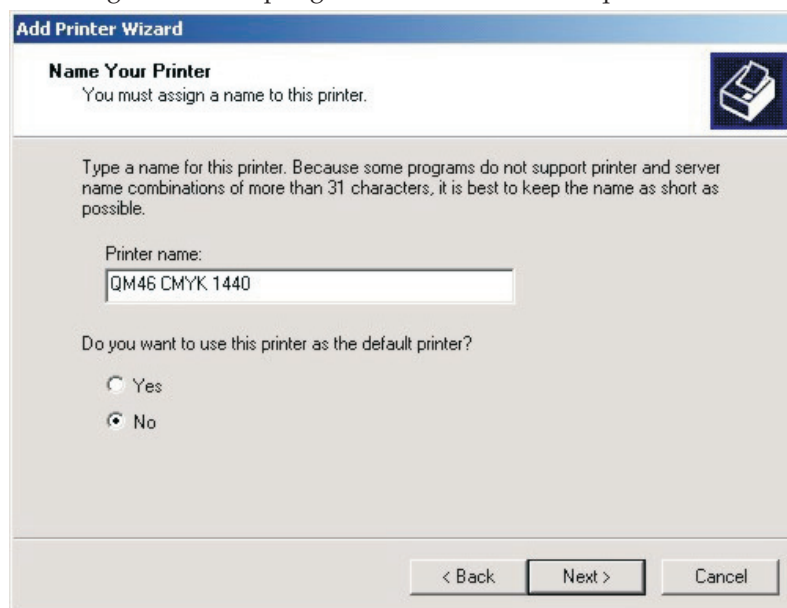 Add Printer Wizard
Name Your Printer
You must assign a name to this printer.
Type a name for this printer. Because some programs do not support printer and server
name combinations of more than 31 characters, it is best to keep the name as short as
possible.
Printer name:
QM46 CMYK 1440
Do you want to use this printer as the default printer?
Yes
No
< Back
Next >
Cancel